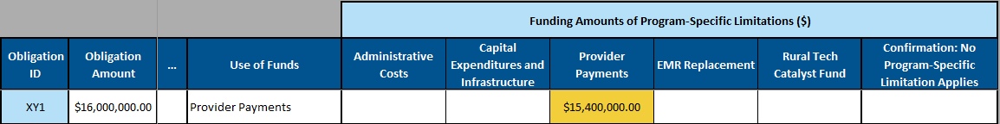 Funding Amounts of Program-Specific Limitations ($)
Obligation
ID
Obligation
Amount
...
Use of Funds
Administrative
Costs
Capital
Expenditures and
Infrastructure
Provider
Payments
EMR Replacement
Rural Tech
Catalyst Fund
Confirmation: No
Program-Specific
Limitation Applies
XY1
$16,000,000.00
Provider Payments
$15,400,000.00